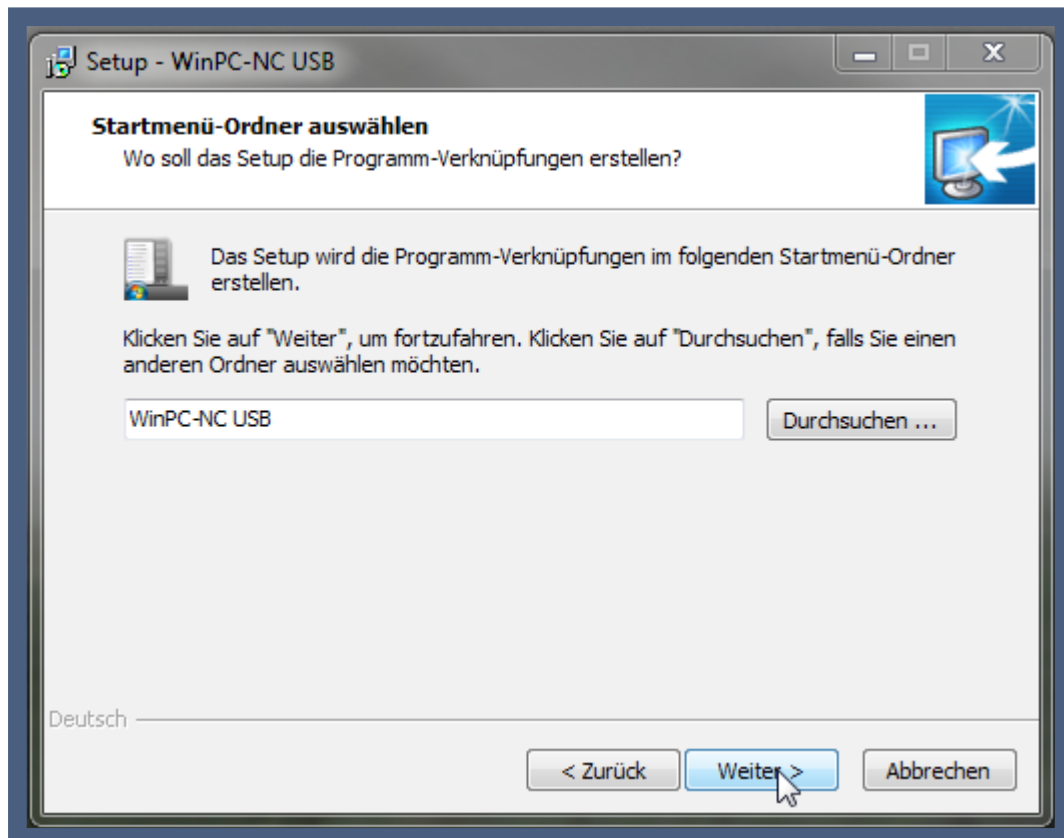 Setup - WinPC-NC USB
Startmenü-Ordner auswählen
Wo soll das Setup die Programm-Verknüpfungen erstellen?
Das Setup wird die Programm-Verknüpfungen im folgenden Startmenü-Ordner
erstellen.
Klicken Sie auf "Weiter", um fortzufahren. Klicken Sie auf "Durchsuchen", falls Sie einen
anderen Ordner auswählen möchten.
WinPC-NC USB
Durchsuchen ...
Deutsch
< Zurück
Weiter >
Abbrechen